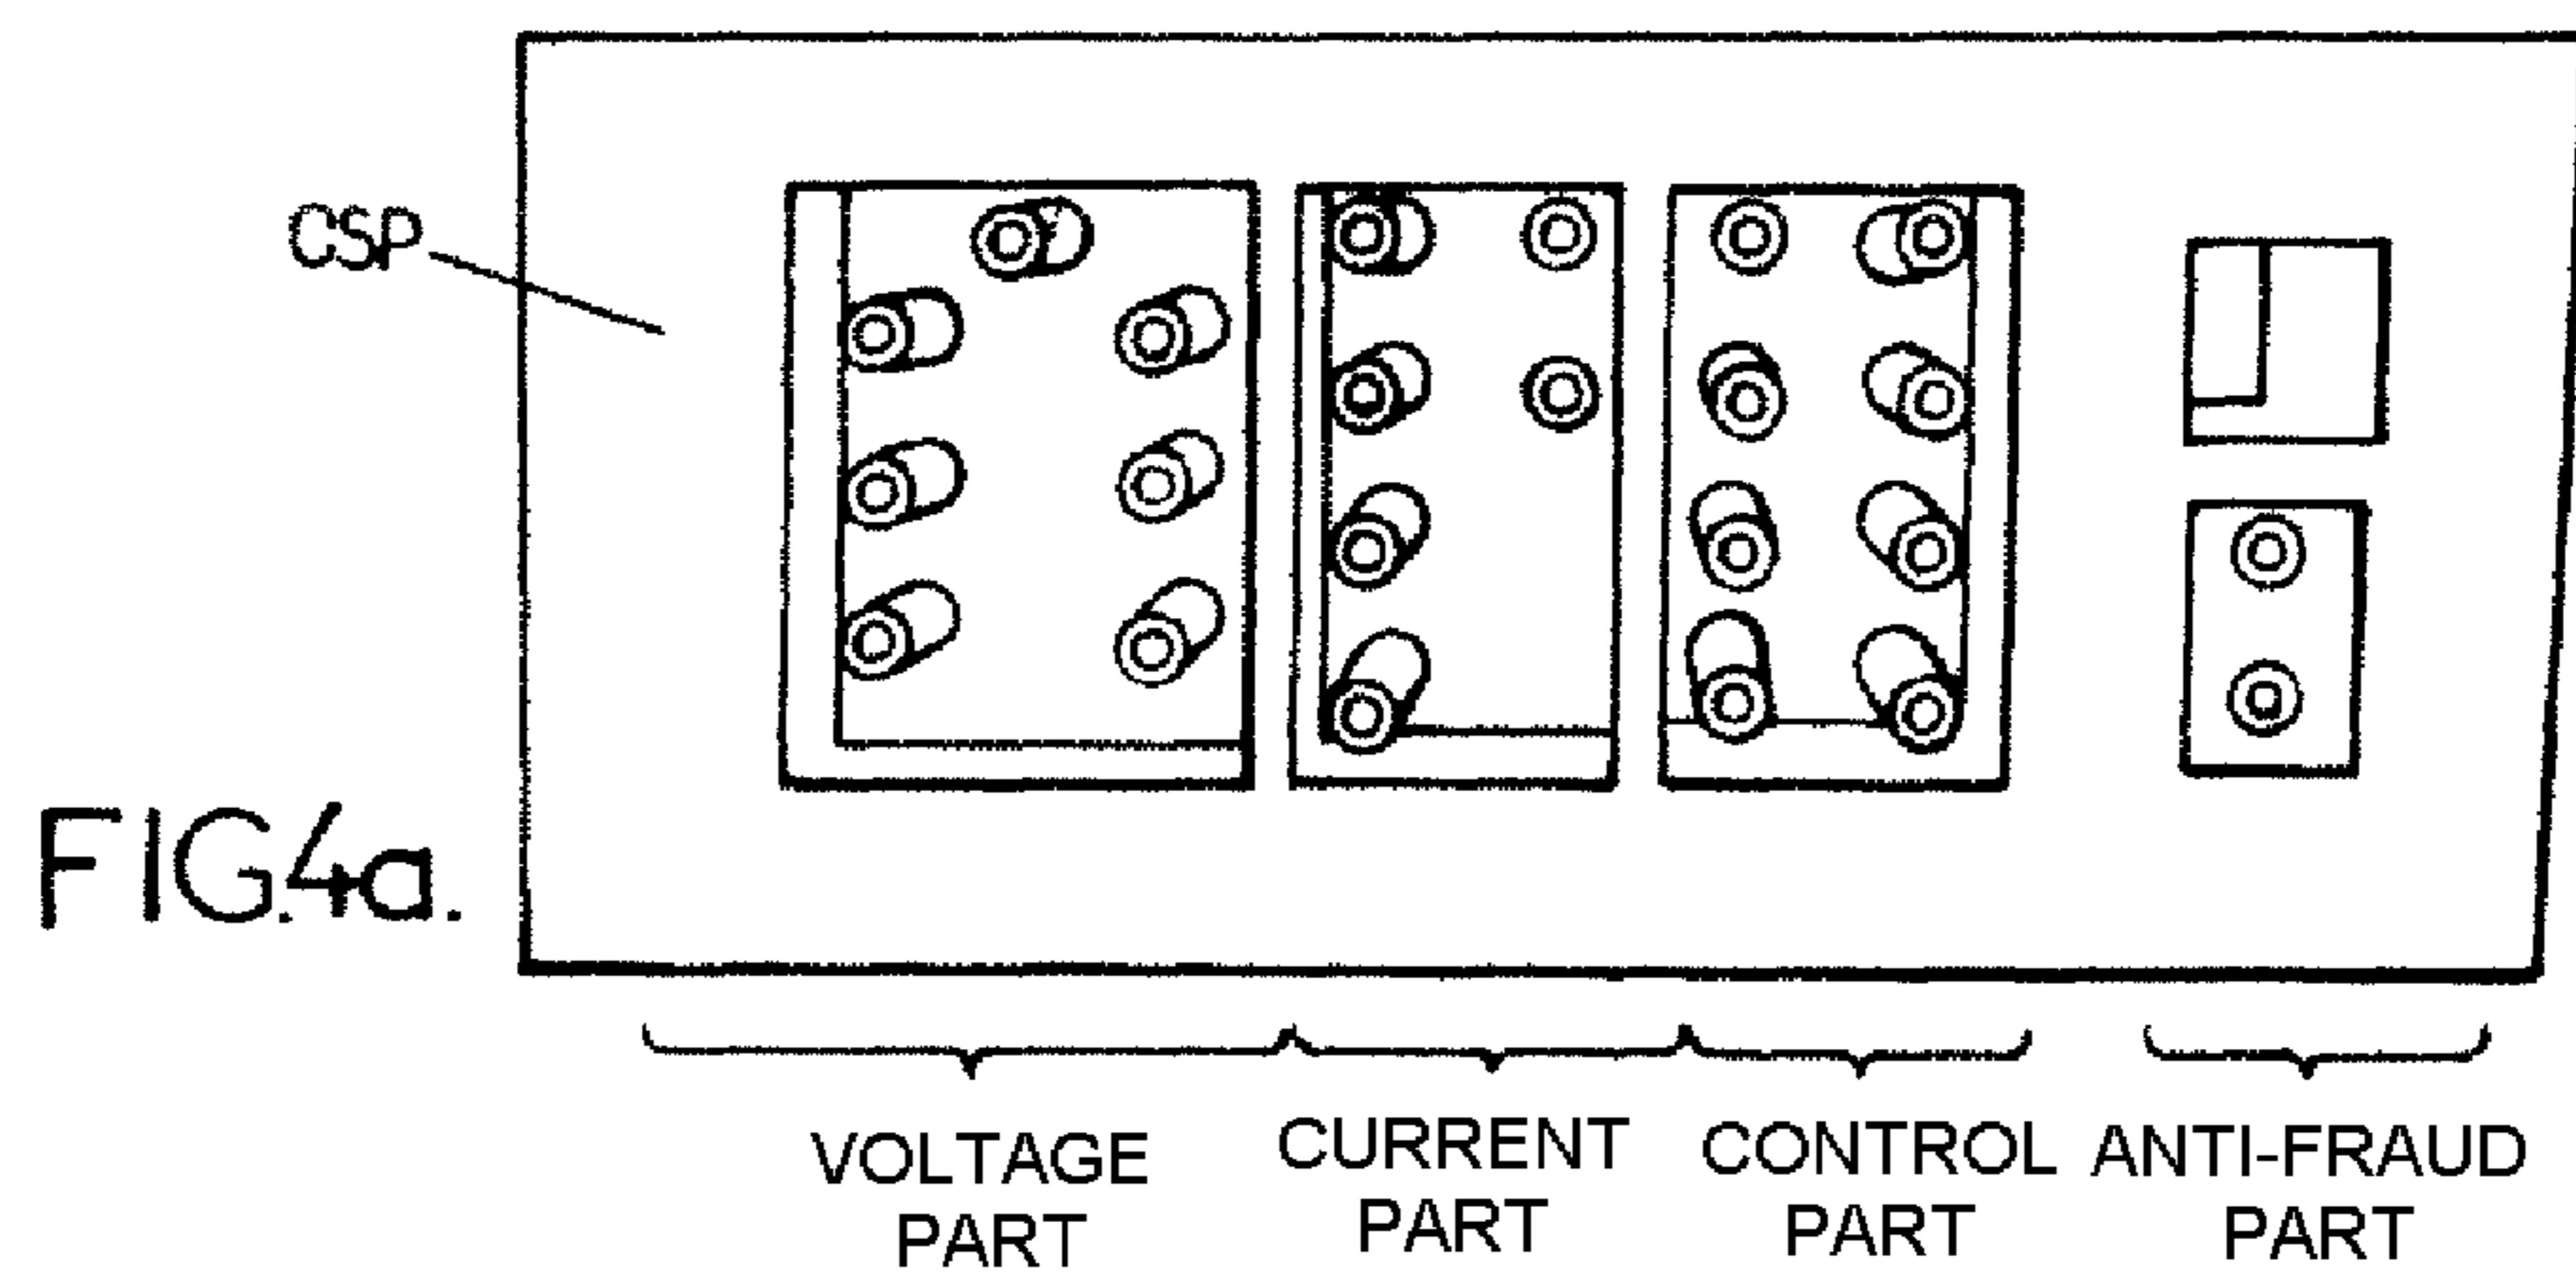 CSP
FIG.4a.
VOLTAGE PART
CURRENT PART
CONTROL PART
ANTI-FRAUD PART